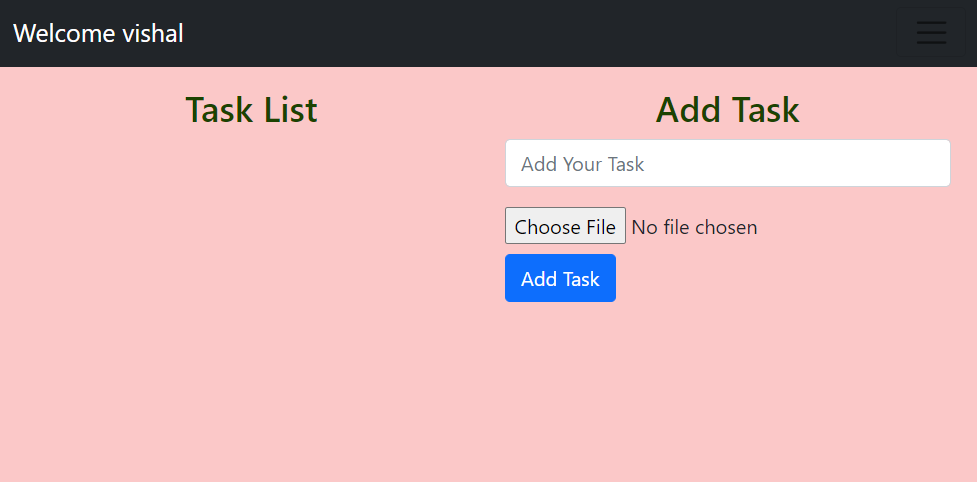 Welcome vishal
Task List
Add Task
Add Your Task
Choose File No file chosen
Add Task